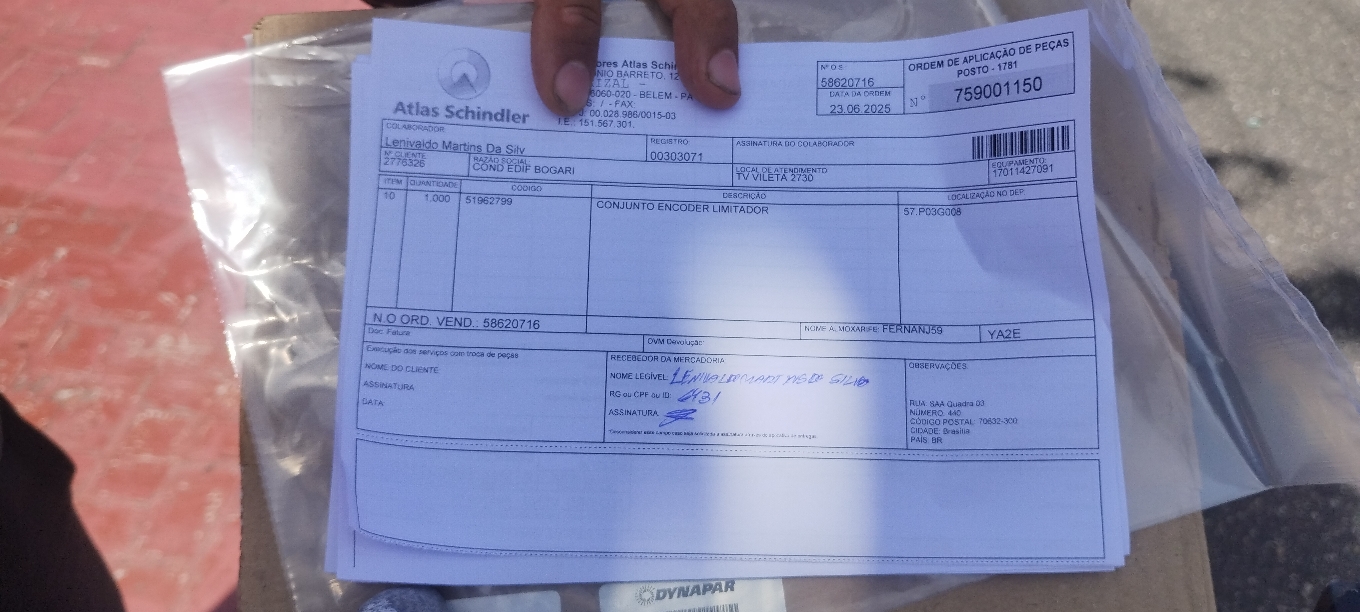 Atlas Schindler
ores Atlas Schi
NIO BARRETO, 12
6060-020 - BELEM - PA
S: / - FAX:
00.028.986/0015-03
I.E.: 151.567.301.
Nº O.S.
58620716
DATA DA ORDEM
23.06.2025
ORDEM DE APLICAÇÃO DE PEÇAS
POSTO - 1781
Nº 759001150
COLABORADOR:
Lenivaldo Martins Da Silv
REGISTRO
00303071
ASSINATURA DO COLABORADOR
Nº CLIENTE
2776326
RAZÃO SOCIAL:
COND EDIF BOGARI
LOCAL DE ATENDIMENTO:
TV VILETA 2730
EQUIPAMENTO:
17011427091
ITEM QUANTIDADE CÓDIGO DESCRIÇÃO LOCALIZAÇÃO NO DEP.
10 1.000 51962799 CONJUNTO ENCODER LIMITADOR 57.P03G008
N.O ORD. VEND.: 58620716
NOME ALMOXARIFE: FERNANJ59
YA2E
Doc. Fatura:
OVM Devolução:
Execução dos serviços com troca de peças
NOME DO CLIENTE:
ASSINATURA:
DATA:
RECEBEDOR DA MERCADORIA:
NOME LEGÍVEL:
RG ou CPF ou ID: 6431
ASSINATURA:
OBSERVAÇÕES:
RUA: SAA Quadra 03
NÚMERO: 440
CÓDIGO POSTAL: 70632-300
CIDADE: Brasília
PAÍS: BR
DYNAPAR